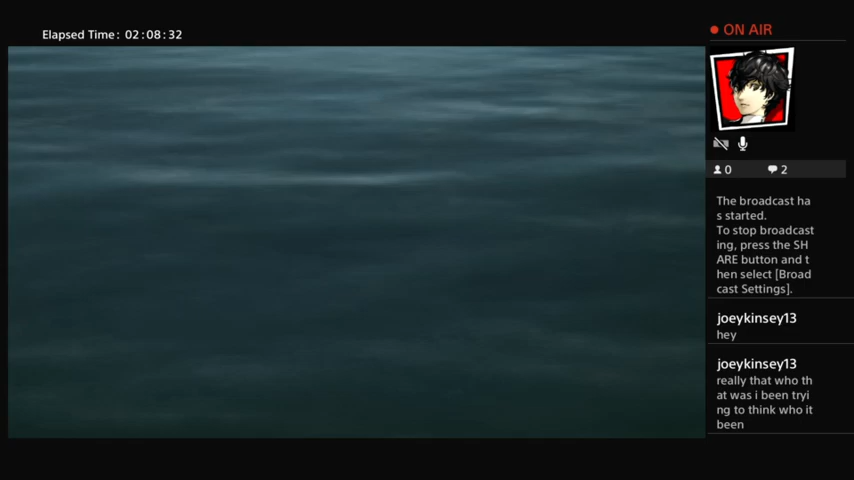 Elapsed Time: 02:08:32
ON AIR
0
2
The broadcast ha
s started.
To stop broadcast
ing, press the SH
ARE button and t
hen select [Broad
cast Settings].
joeykinsey13
hey
joeykinsey13
really that who th
at was i been tryi
ng to think who it
been